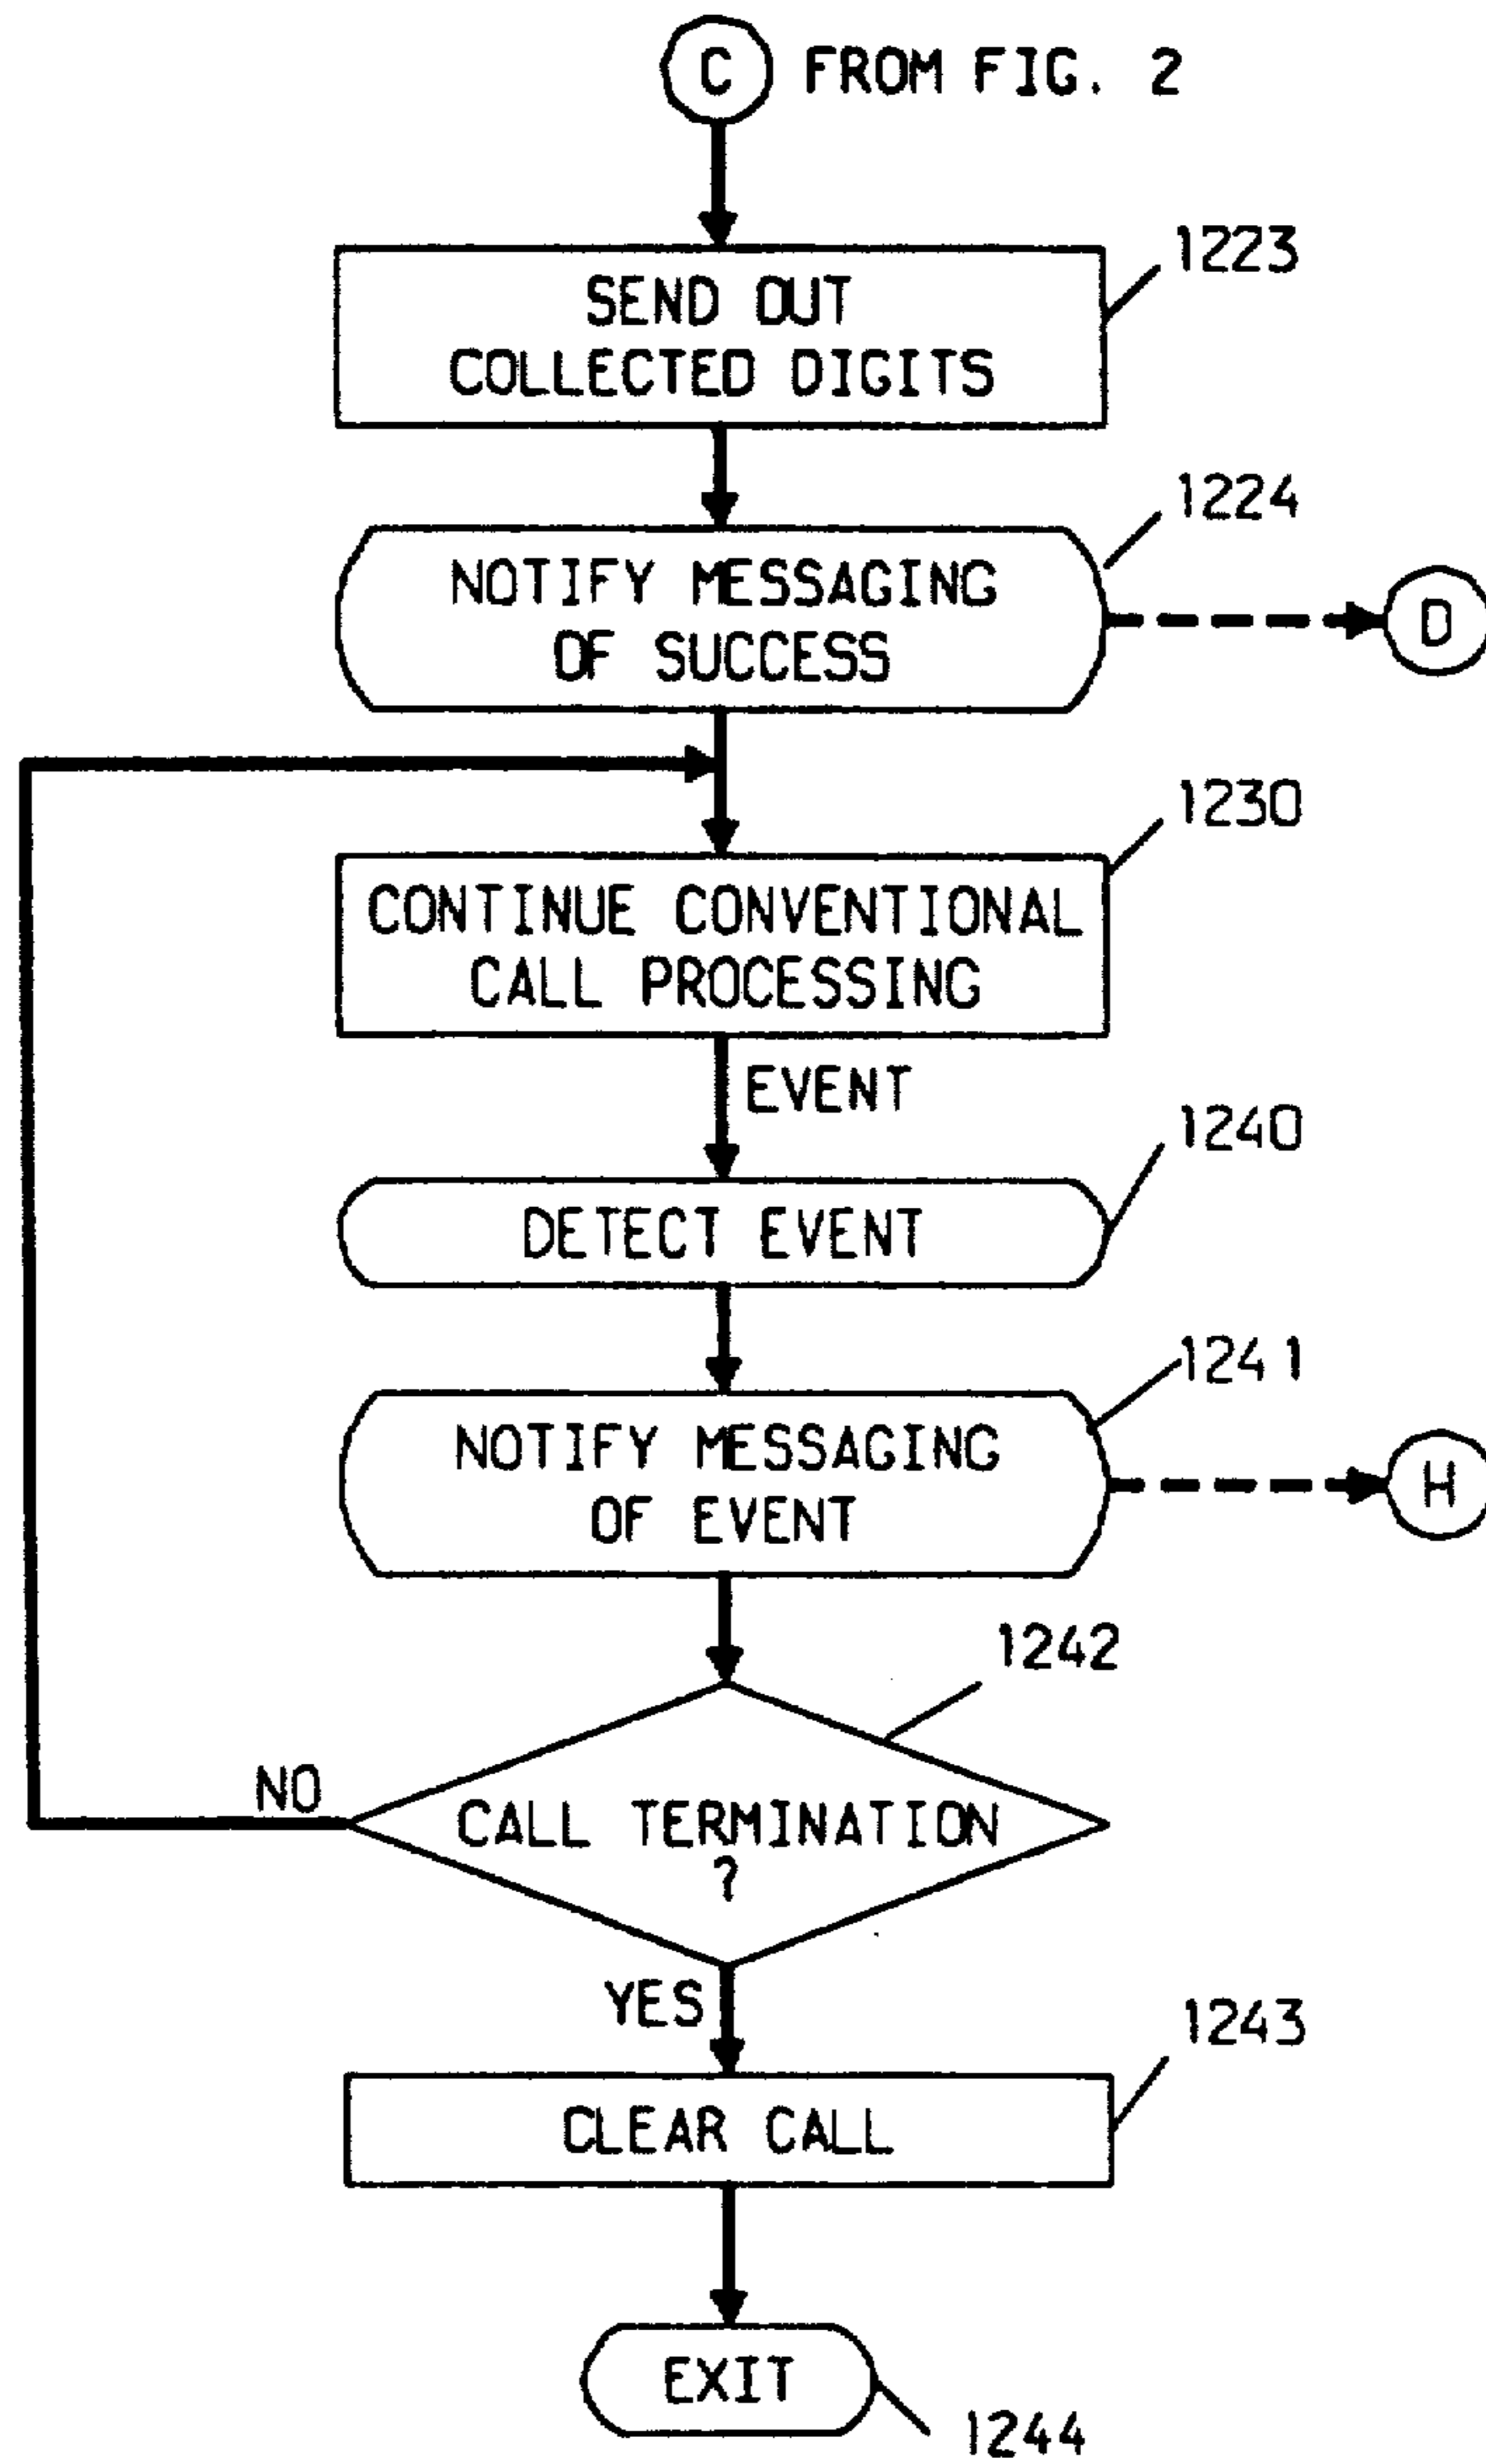 C FROM FIG. 2
1223
SEND OUT
COLLECTED DIGITS
1224
NOTIFY MESSAGING
OF SUCCESS
D
1230
CONTINUE CONVENTIONAL
CALL PROCESSING
EVENT
1240
DETECT EVENT
1241
NOTIFY MESSAGING
OF EVENT
H
1242
NO
CALL TERMINATION
?
YES
1243
CLEAR CALL
EXIT
1244